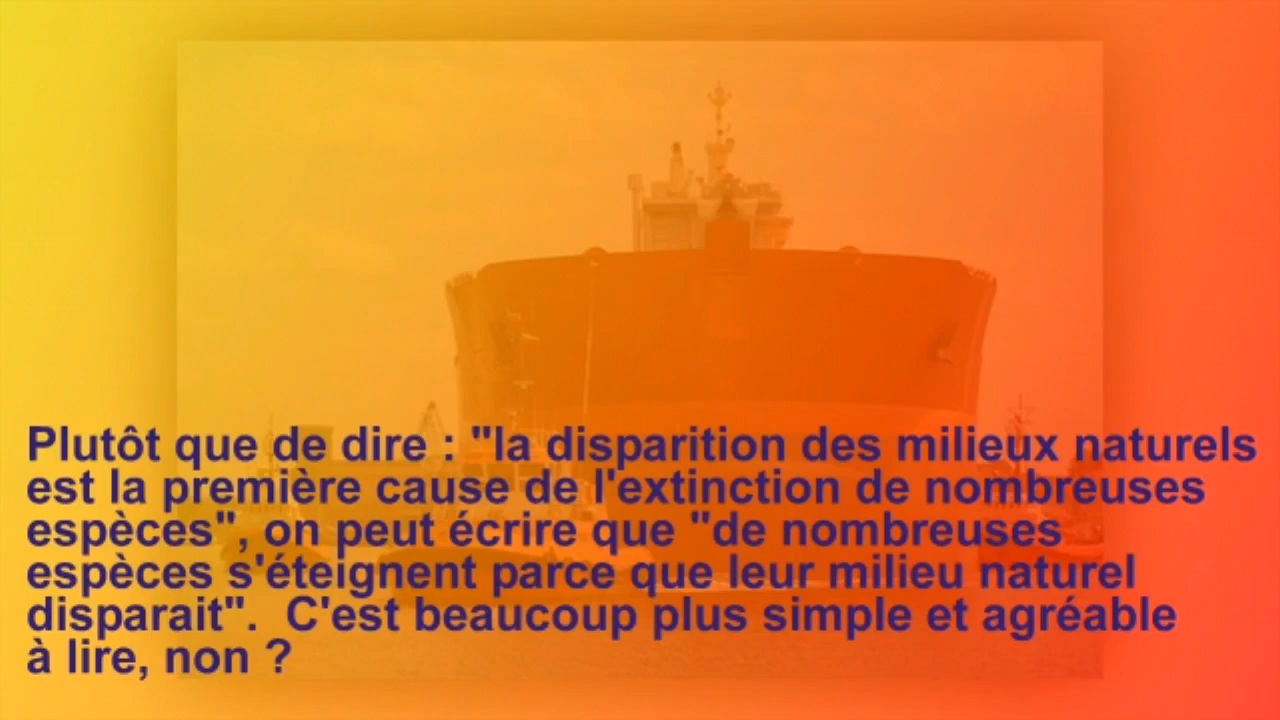 Plutôt que de dire : "la disparition des milieux naturels
est la première cause de l'extinction de nombreuses
espèces", on peut écrire que "de nombreuses
espèces s'éteignent parce que leur milieu naturel
disparait".  C'est beaucoup plus simple et agréable
à lire, non ?